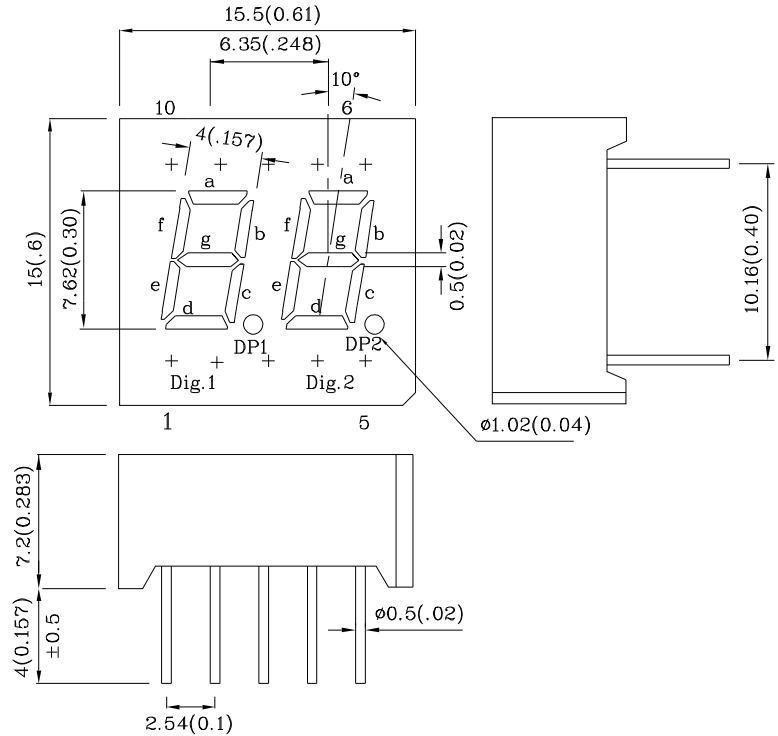 15.5(0.61)
6.35(.248)
10°
10
6
4(.157)
a
a
f
b
f
b
g
g
e
c
e
c
d
d
DP1
DP2
Dig.1
Dig.2
1
5
15(.6)
7.62(0.30)
0.5(0.02)
10.16(0.40)
ø1.02(0.04)
7.2(0.283)
4(0.157)
±0.5
ø0.5(.02)
2.54(0.1)